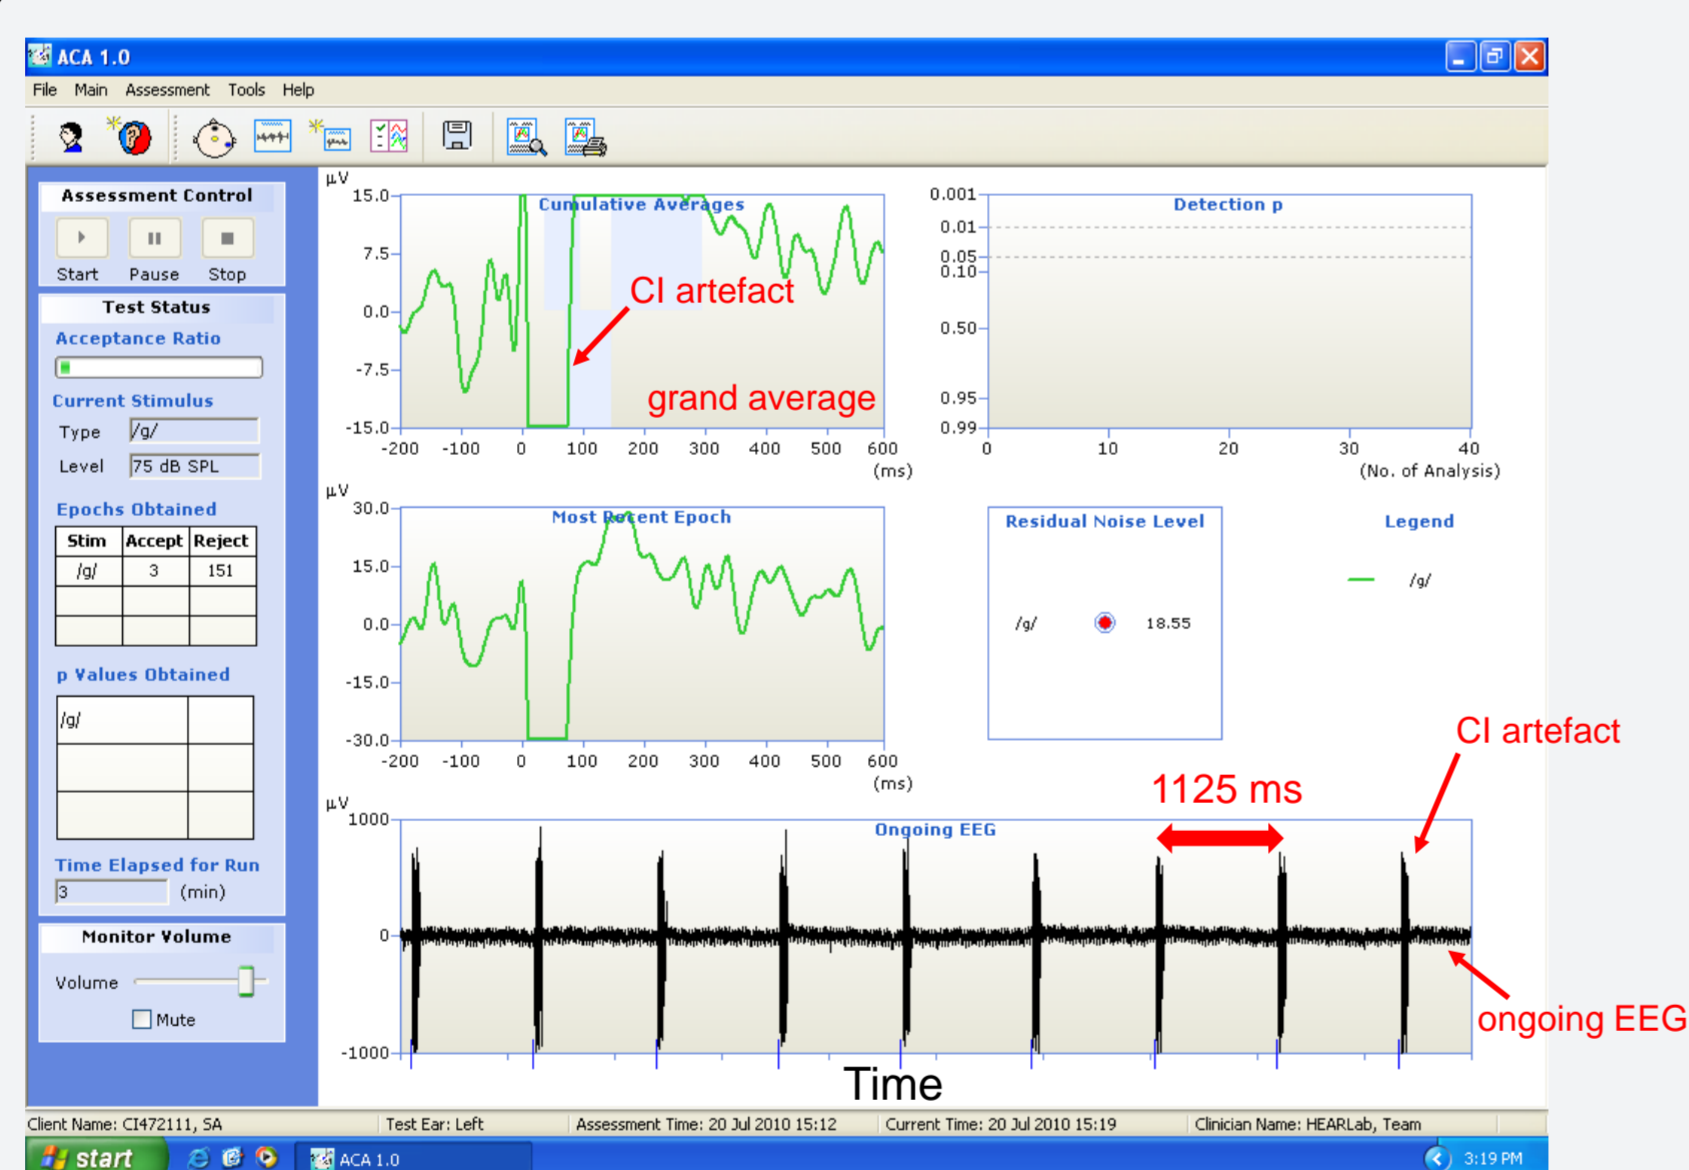 ACA 1.0
File Main Assessment Tools Help
Assessment Control
Start Pause Stop
Test Status
Acceptance Ratio
Current Stimulus
Type /g/
Level 75 dB SPL
Epochs Obtained
Stim Accept Reject
/g/ 3 151
p Values Obtained
/g/
Time Elapsed for Run
3 (min)
Monitor Volume
Volume
Mute
µV
Cumulative Averages
15.0
7.5
0.0
-7.5
-15.0
CI artefact
grand average
-200 -100 0 100 200 300 400 500 600
(ms)
Detection p
0.001
0.01
0.05
0.10
0.50
0.95
0.99
0 10 20 30 40
(No. of Analysis)
µV
Most Recent Epoch
30.0
15.0
0.0
-15.0
-30.0
-200 -100 0 100 200 300 400 500 600
(ms)
Residual Noise Level
/g/ 18.55
Legend
/g/
CI artefact
1125 ms
µV
Ongoing EEG
1000
0
-1000
ongoing EEG
Time
Client Name: CI472111, SA Test Ear: Left Assessment Time: 20 Jul 2010 15:12 Current Time: 20 Jul 2010 15:19 Clinician Name: HEARLab, Team
start ACA 1.0 3:19 PM